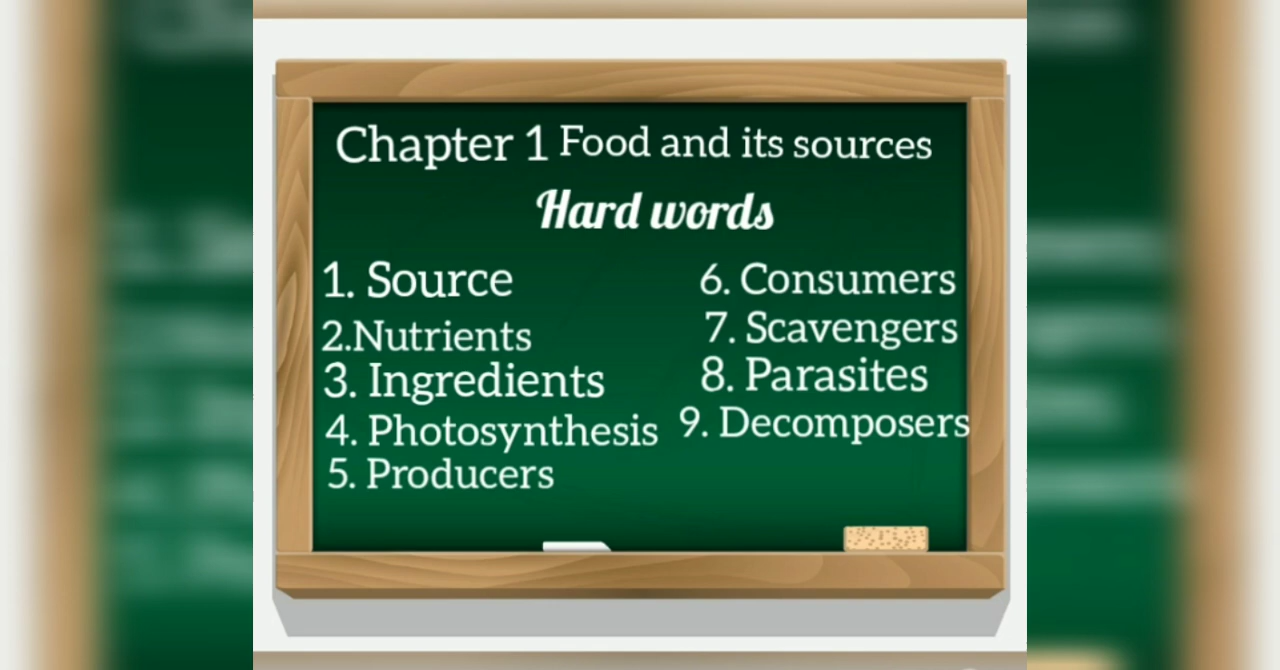 Chapter 1 Food and its sources
Hard words
1. Source
2.Nutrients
3. Ingredients
4. Photosynthesis
5. Producers
6. Consumers
7. Scavengers
8. Parasites
9. Decomposers